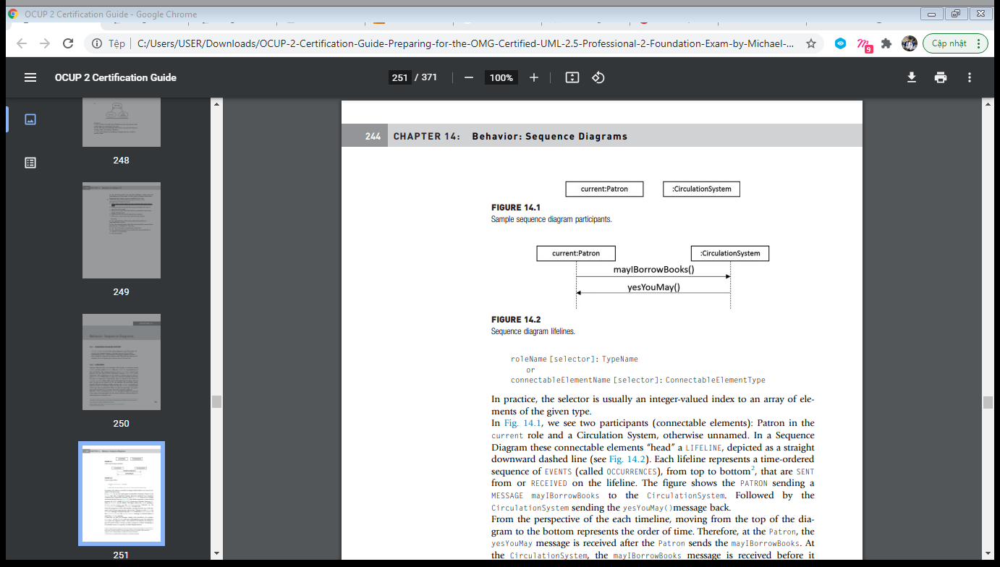 OCUP 2 Certification Guide - Google Chrome
Tệp
C:/Users/USER/Downloads/OCUP-2-Certification-Guide-Preparing-for-the-OMG-Certified-UML-2.5-Professional-2-Foundation-Exam-by-Michael-...
9
Cập nhật
OCUP 2 Certification Guide
251 / 371
100%
248
249
250
251
244 CHAPTER 14: Behavior: Sequence Diagrams
current:Patron
:CirculationSystem
FIGURE 14.1
Sample sequence diagram participants.
current:Patron
:CirculationSystem
mayIBorrowBooks()
yesYouMay()
FIGURE 14.2
Sequence diagram lifelines.
roleName [selector]: TypeName
or
connectableElementName [selector]: ConnectableElementType
In practice, the selector is usually an integer-valued index to an array of ele-
ments of the given type.
In Fig. 14.1, we see two participants (connectable elements): Patron in the
current role and a Circulation System, otherwise unnamed. In a Sequence
Diagram these connectable elements “head” a LIFELINE, depicted as a straight
downward dashed line (see Fig. 14.2). Each lifeline represents a time-ordered
sequence of EVENTS (called OCCURRENCES), from top to bottom2, that are SENT
from or RECEIVED on the lifeline. The figure shows the PATRON sending a
MESSAGE mayIBorrowBooks to the CirculationSystem. Followed by the
CirculationSystem sending the yesYouMay()message back.
From the perspective of the each timeline, moving from the top of the dia-
gram to the bottom represents the order of time. Therefore, at the Patron, the
yesYouMay message is received after the Patron sends the mayIBorrowBooks. At
the CirculationSystem, the mayIBorrowBooks message is received before it